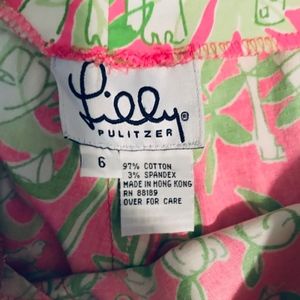 Lilly®
PULITZER
6
97% COTTON
3% SPANDEX
MADE IN HONG KONG
RN 88189
OVER FOR CARE